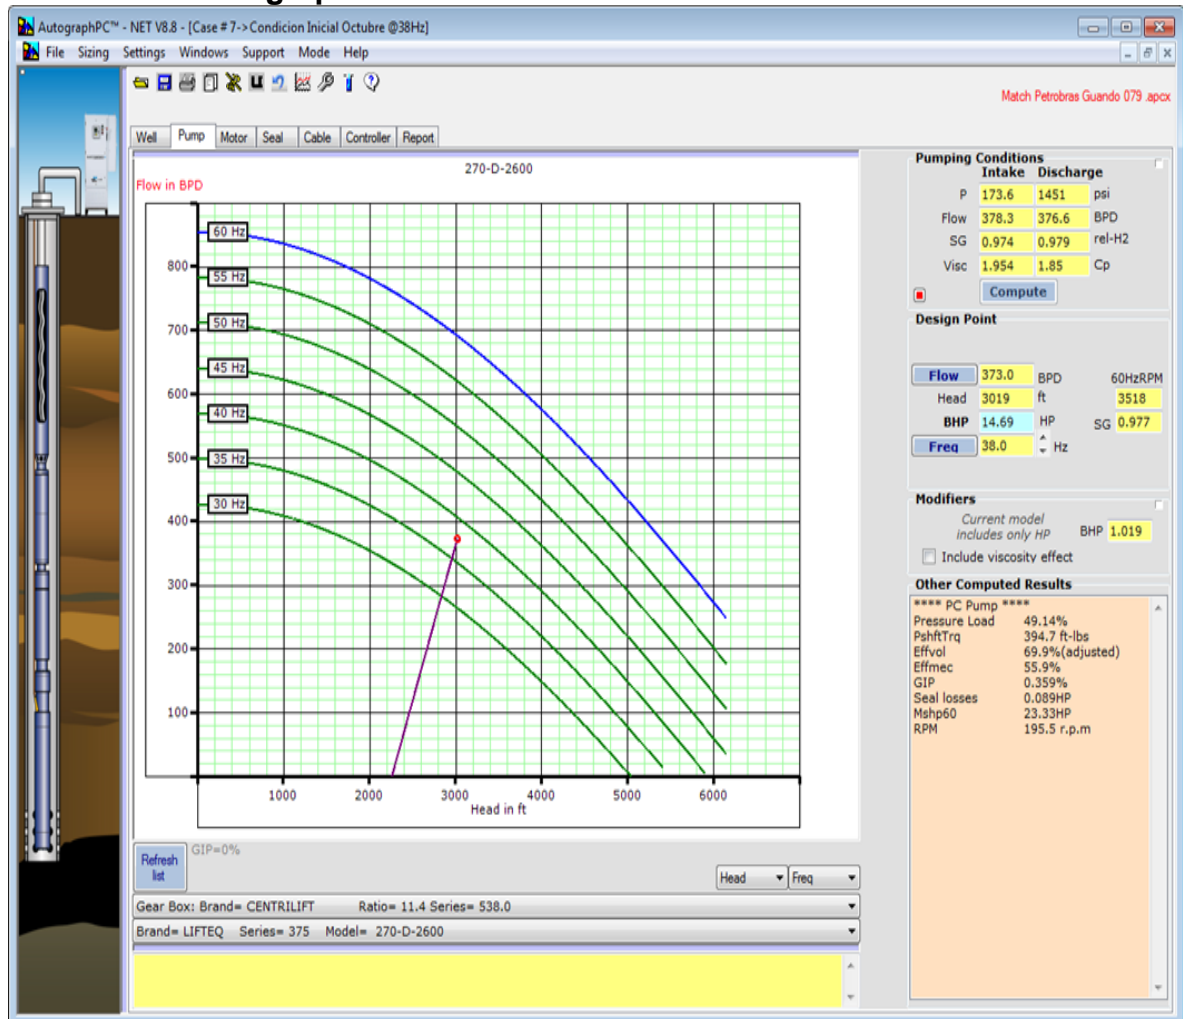 AutographPC™ - NET V8.8 - [Case # 7->Condicion Inicial Octubre @38Hz]
File Sizing Settings Windows Support Mode Help
Match Petrobras Guando 079 .apcx
Well Pump Motor Seal Cable Controller Report
270-D-2600
Flow in BPD
60 Hz
55 Hz
50 Hz
45 Hz
40 Hz
35 Hz
30 Hz
800
700
600
500
400
300
200
100
1000 2000 3000 4000 5000 6000
Head in ft
Refresh list
GIP=0%
Head Freq
Gear Box: Brand= CENTRILIFT Ratio= 11.4 Series= 538.0
Brand= LIFTEQ Series= 375 Model= 270-D-2600
Pumping Conditions
Intake Discharge
P 173.6 1451 psi
Flow 378.3 376.6 BPD
SG 0.974 0.979 rel-H2
Visc 1.954 1.85 Cp
Compute
Design Point
Flow 373.0 BPD 60HzRPM
Head 3019 ft 3518
BHP 14.69 HP SG 0.977
Freq 38.0 Hz
Modifiers
Current model
includes only HP BHP 1.019
Include viscosity effect
Other Computed Results
**** PC Pump ****
Pressure Load 49.14%
PshftTrq 394.7 ft-lbs
Effvol 69.9%(adjusted)
Effmec 55.9%
GIP 0.359%
Seal losses 0.089HP
Mshp60 23.33HP
RPM 195.5 r.p.m